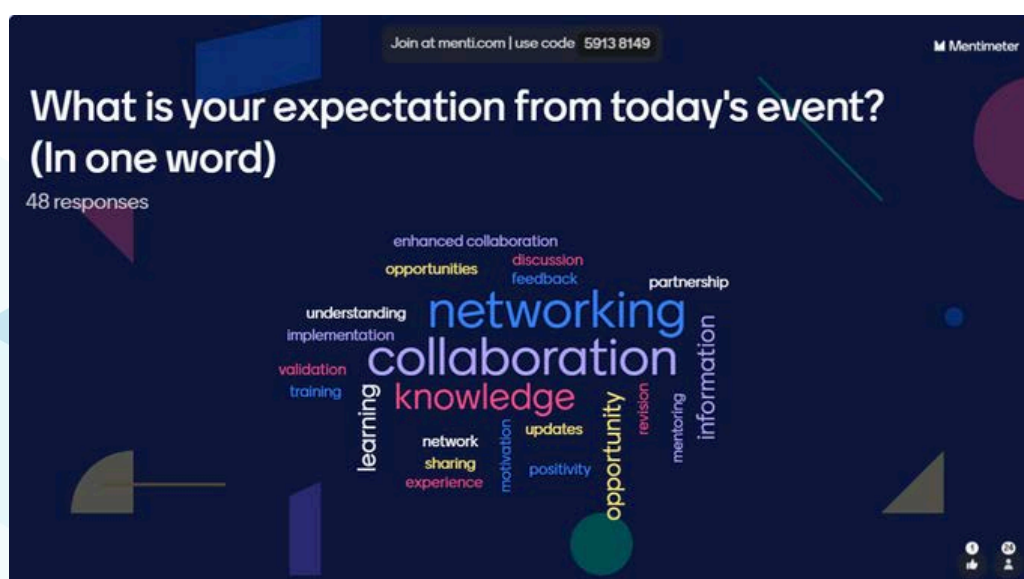 Join at menti.com | use code 5913 8149
Mentimeter
What is your expectation from today's event?
(In one word)
48 responses
enhanced collaboration
discussion
opportunities
feedback
partnership
understanding
networking
implementation
collaboration
information
validation
training
knowledge
learning
revision
mentoring
opportunity
network
motivation
updates
sharing
positivity
experience
1
24